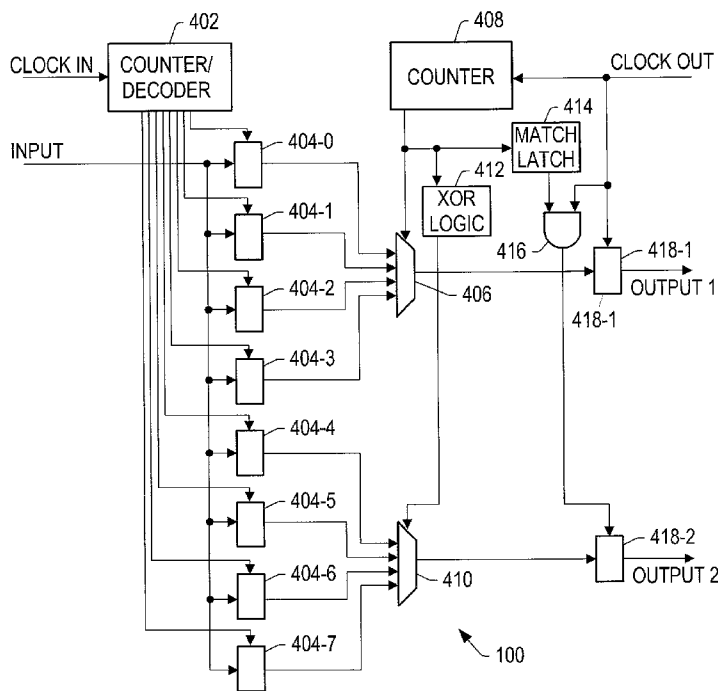 402
408
CLOCK IN
COUNTER/
DECODER
COUNTER
CLOCK OUT
414
MATCH
LATCH
INPUT
404-0
412
XOR
LOGIC
404-1
416
418-1
404-2
406
OUTPUT 1
418-1
404-3
404-4
404-5
418-2
404-6
410
OUTPUT 2
404-7
100